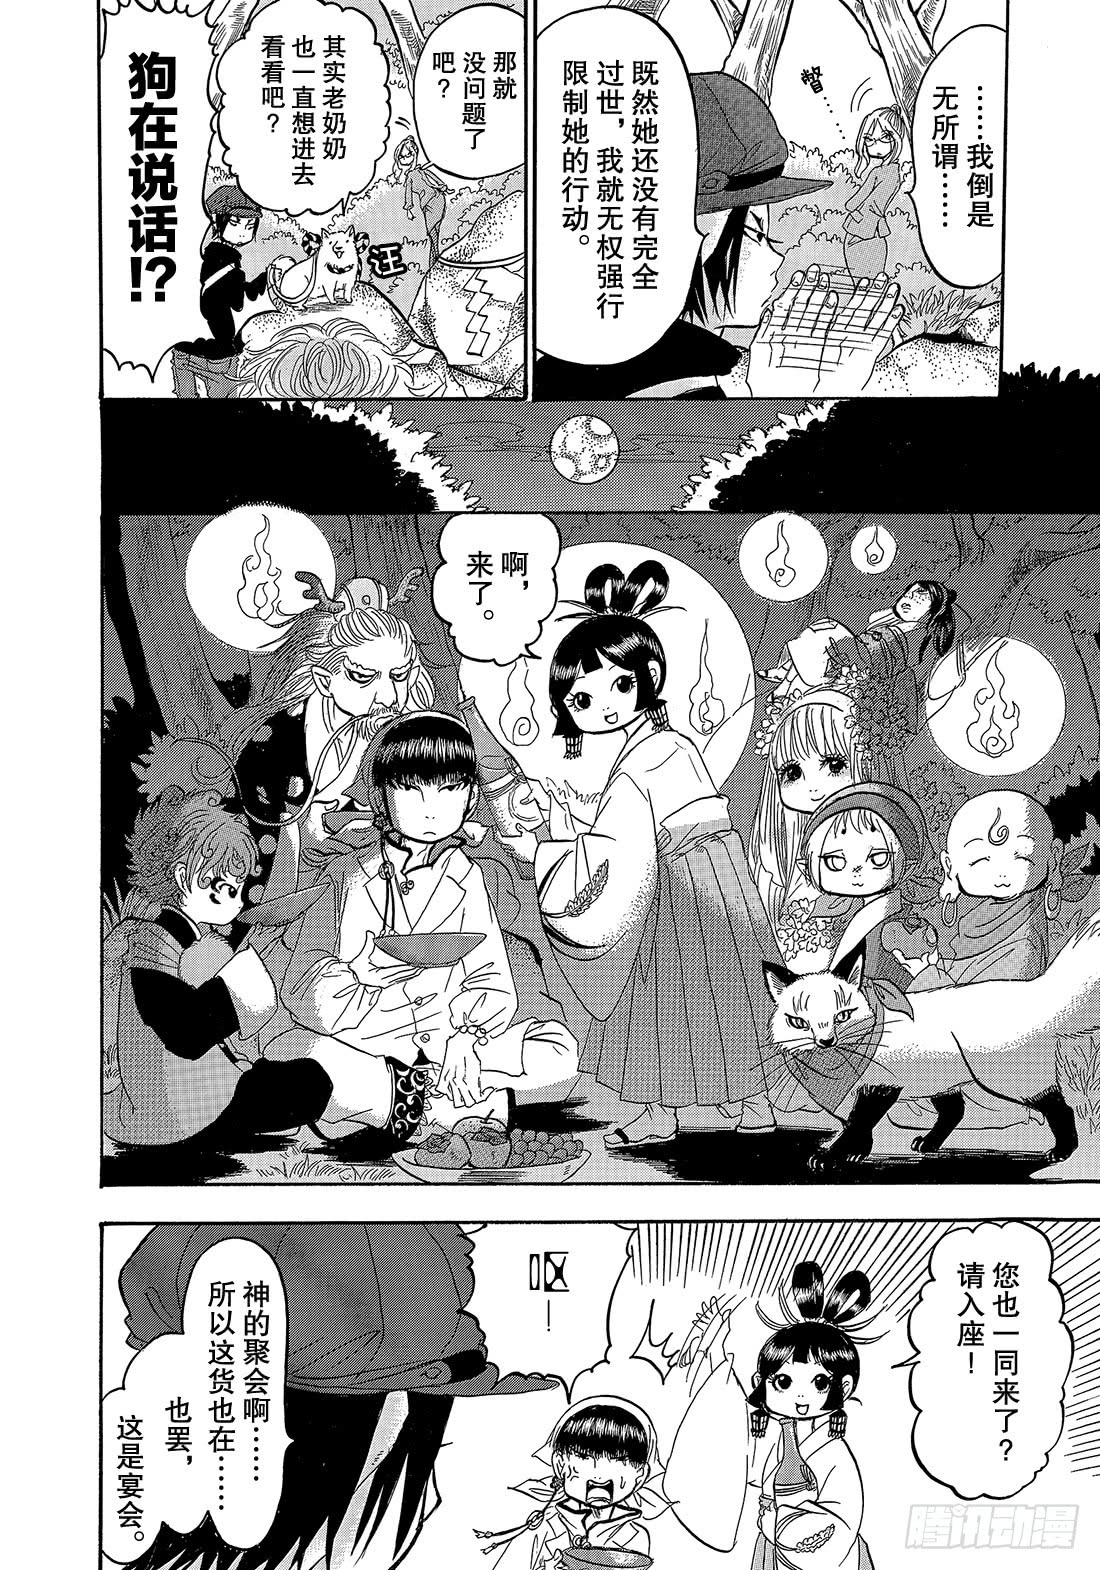 ……我倒是
无所谓……
瞥……
既然她还没有完全
过世，我就无权强行
限制她的行动。
那就
没问题了
吧？
其实老奶奶
也一直想进去
看看吧？
汪
狗在说话!?
啊，
来了。
您也一同来了？
请入座！
呕！
神的聚会啊……
所以这货也在……
也罢，
这是宴会。
腾讯动漫